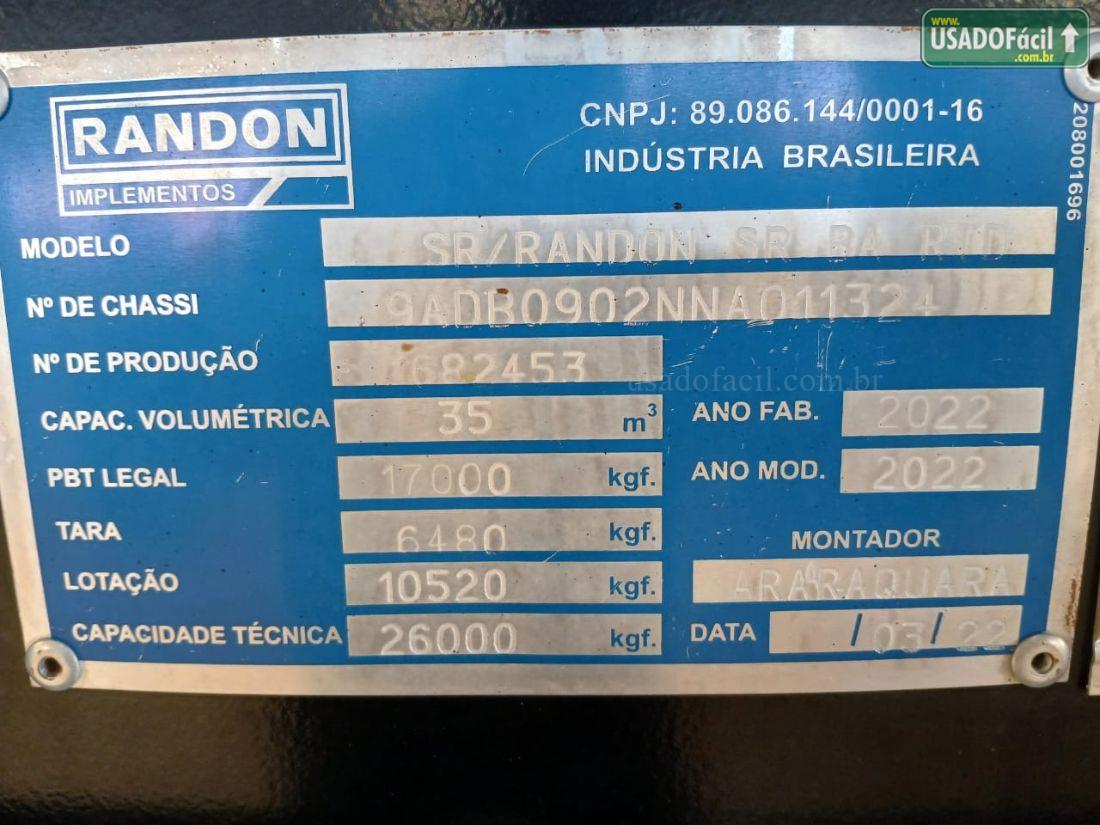 www.
USADOFácil
.com.br
RANDON
IMPLEMENTOS
CNPJ: 89.086.144/0001-16
INDÚSTRIA BRASILEIRA
208001696
MODELO SR/RANDON SR BA
Nº DE CHASSI 9ADB0902NNA011324
Nº DE PRODUÇÃO 682453
usadofacil.com.br
CAPAC. VOLUMÉTRICA 35 m³
ANO FAB. 2022
PBT LEGAL 17000 kgf.
ANO MOD. 2022
TARA 6480 kgf.
MONTADOR
LOTAÇÃO 10520 kgf.
ARARAQUARA
CAPACIDADE TÉCNICA 26000 kgf.
DATA /03/22